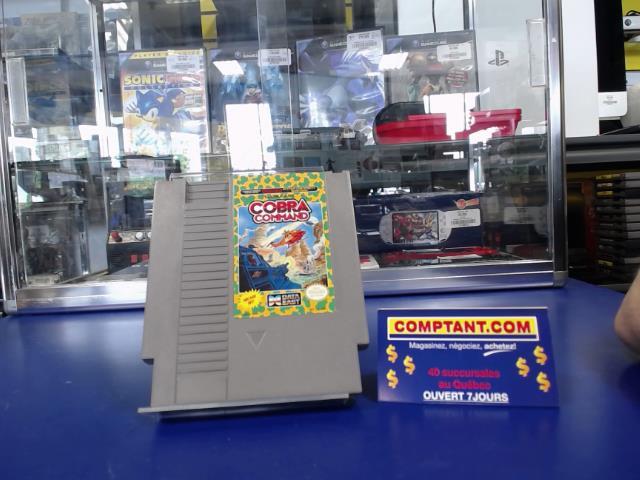 SONIC
COBRA
COMMAND
DATA
EAST
COMPTANT.COM
Magasinez, négociez, achetez!
40 succursales
au Québec
OUVERT 7JOURS